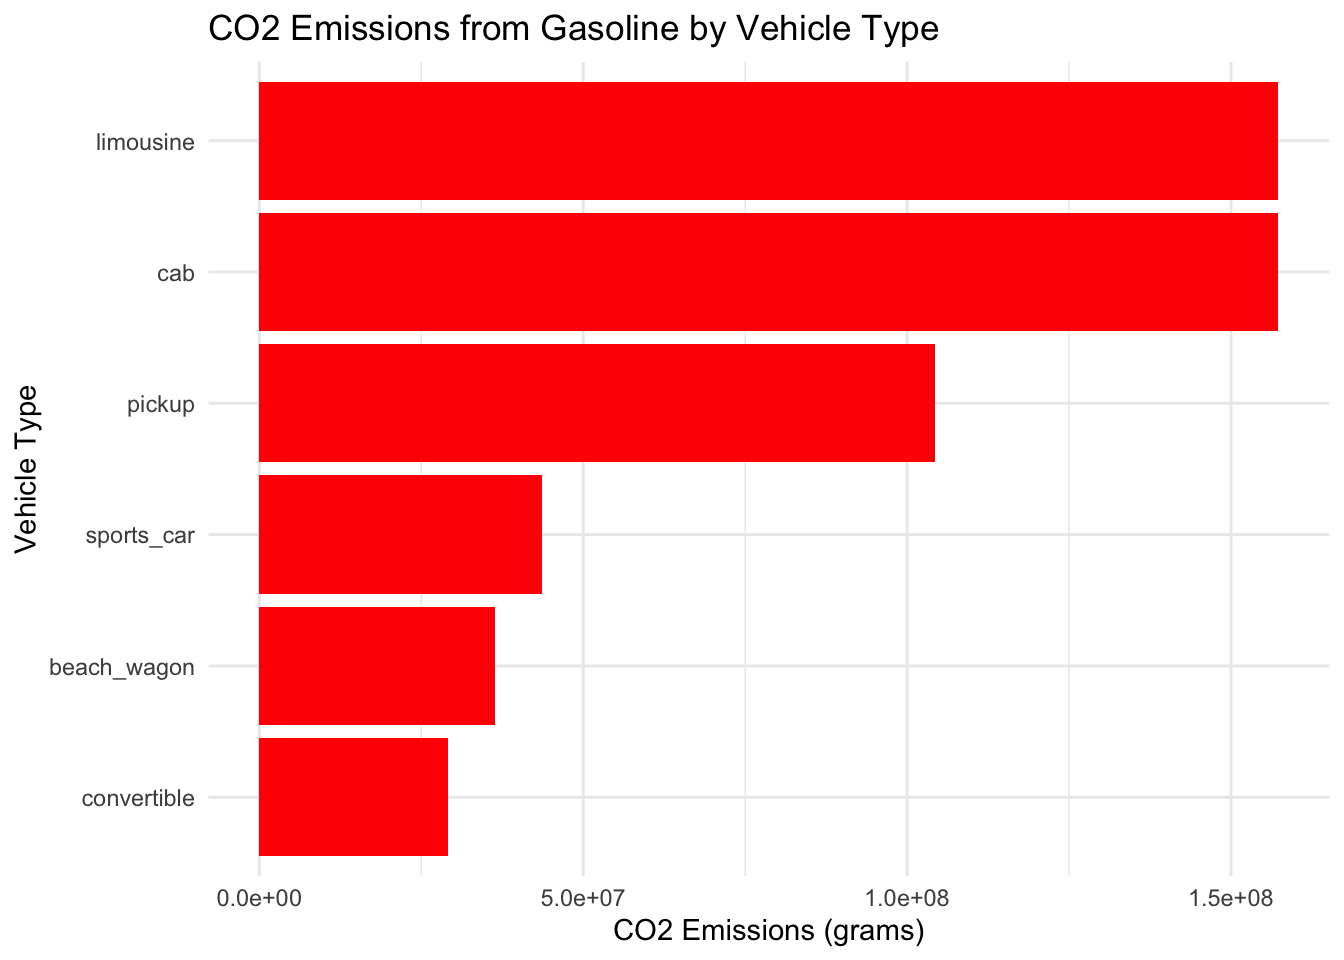 CO2 Emissions from Gasoline by Vehicle Type
limousine
cab
pickup
sports_car
beach_wagon
convertible
Vehicle Type
0.0e+00 5.0e+07 1.0e+08 1.5e+08
CO2 Emissions (grams)